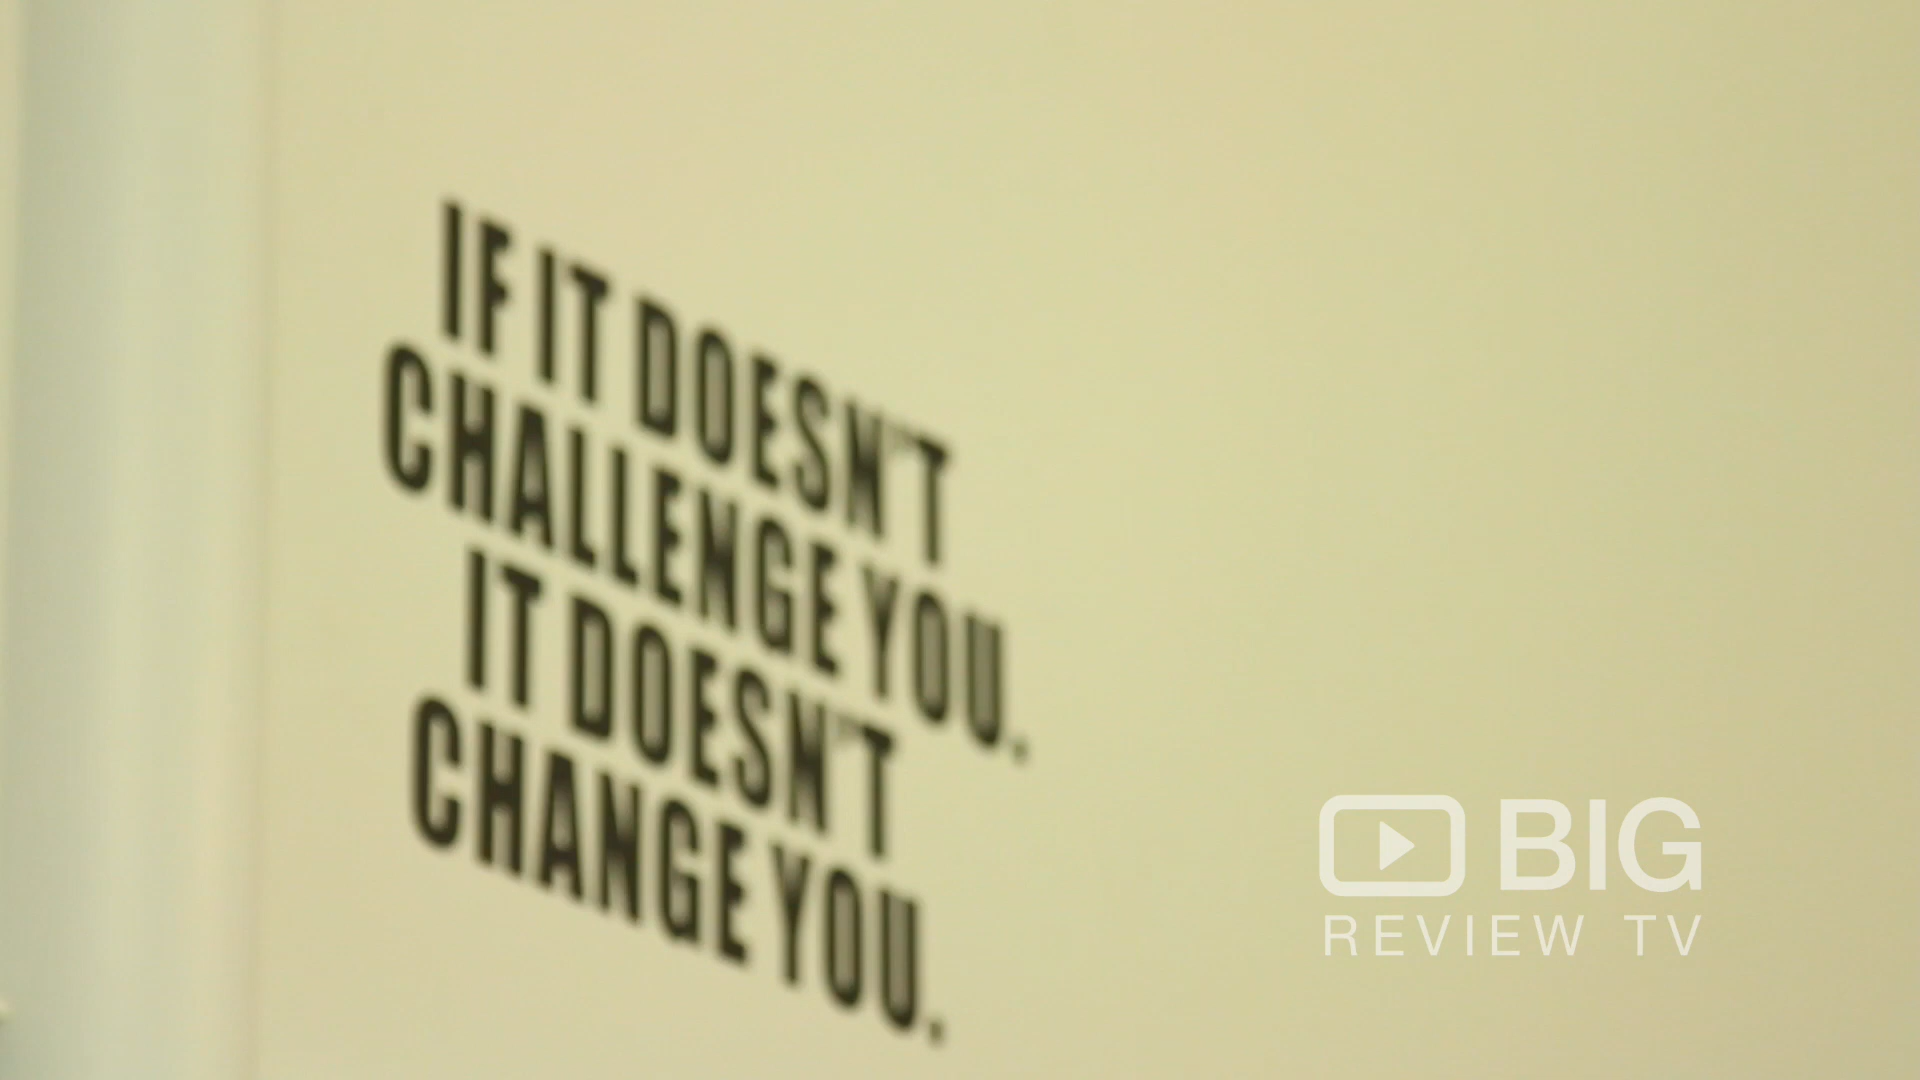 IF IT DOESN'T
CHALLENGE YOU.
IT DOESN'T
CHANGE YOU.
BIG
REVIEW TV